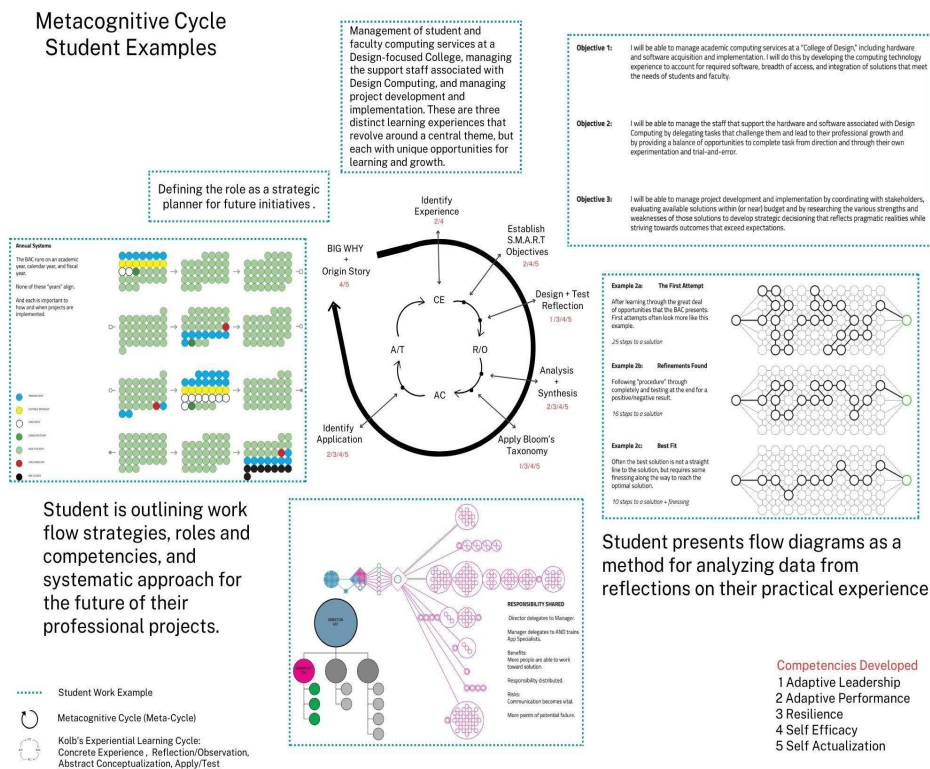 Metacognitive Cycle
Student Examples
Management of student and
faculty computing services at a
Design-focused College, managing
the support staff associated with
Design Computing, and managing
project development and
implementation. These are three
distinct learning experiences that
revolve around a central theme, but
each with unique opportunities for
learning and growth.
Objective 1:
I will be able to manage academic computing services at a "College of Design," including hardware
and software acquisition and implementation. I will do this by developing the computing technology
experience to account for required software, breadth of access, and integration of solutions that meet
the needs of students and faculty.
Objective 2:
I will be able to manage the staff that support the hardware and software associated with Design
Computing by delegating tasks that challenge them and lead to their professional growth and
by providing a balance of opportunities to complete task from direction and through their own
experimentation and trial-and-error.
Objective 3:
I will be able to manage project development and implementation by coordinating with stakeholders,
evaluating available solutions within (or near) budget and by researching the various strengths and
weaknesses of those solutions to develop strategic decisioning that reflects pragmatic realities while
striving towards outcomes that exceed expectations.
Defining the role as a strategic
planner for future initiatives .
Annual Systems
The BAC runs on an academic
year, calendar year, and fiscal
year.
None of these "years" align.
And each is important to
how and when projects are
implemented.
BIG WHY
+
Origin Story
4/5
Identify
Experience
2/4
Establish
S.M.A.R.T
Objectives
2/4/5
Design + Test
Reflection
1/3/4/5
Analysis
+
Synthesis
2/3/4/5
Apply Bloom's
Taxonomy
1/3/4/5
Identify
Application
2/3/4/5
CE
R/O
AC
A/T
Example 2a: The First Attempt
After learning through the great deal
of opportunities that the BAC presents.
First attempts often look more like this
example.
25 steps to a solution
Example 2b: Refinements Found
Following "procedure" through
completely and testing at the end for a
positive/negative result.
16 steps to a solution
Example 2c: Best Fit
Often the best solution is not a straight
line to the solution, but requires some
finessing along the way to reach the
optimal solution.
10 steps to a solution + finessing
Student is outlining work
flow strategies, roles and
competencies, and
systematic approach for
the future of their
professional projects.
DIRECTOR
RESPONSIBILITY SHARED
Director delegates to Manager.
Manager delegates to AND trains
App Specialists.
Benefits:
More people are able to work
toward solution.
Responsibility distributed.
Risks:
Communication becomes vital.
More points of potential failure.
Student presents flow diagrams as a
method for analyzing data from
reflections on their practical experience
Student Work Example
Metacognitive Cycle (Meta-Cycle)
Kolb's Experiential Learning Cycle:
Concrete Experience , Reflection/Observation,
Abstract Conceptualization, Apply/Test
Competencies Developed
1 Adaptive Leadership
2 Adaptive Performance
3 Resilience
4 Self Efficacy
5 Self Actualization